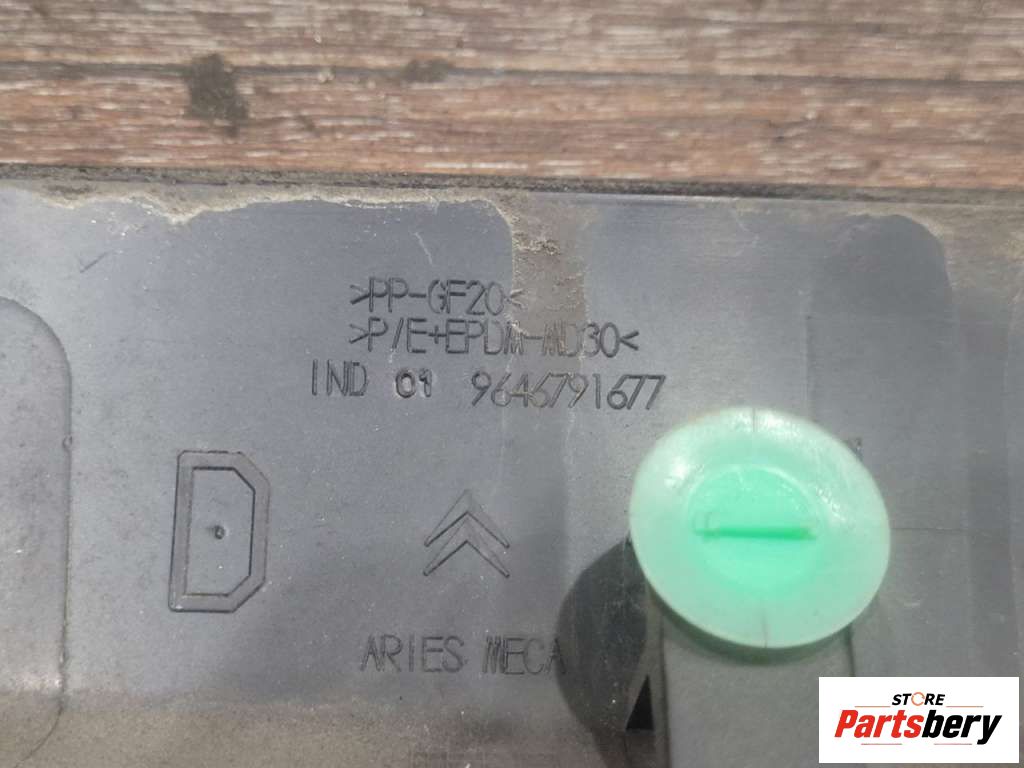 >PP-GF20<
>P/E+EPDM-MD30<
IND 01 9646791677
D
ARIES MECA
STORE
Partsbery